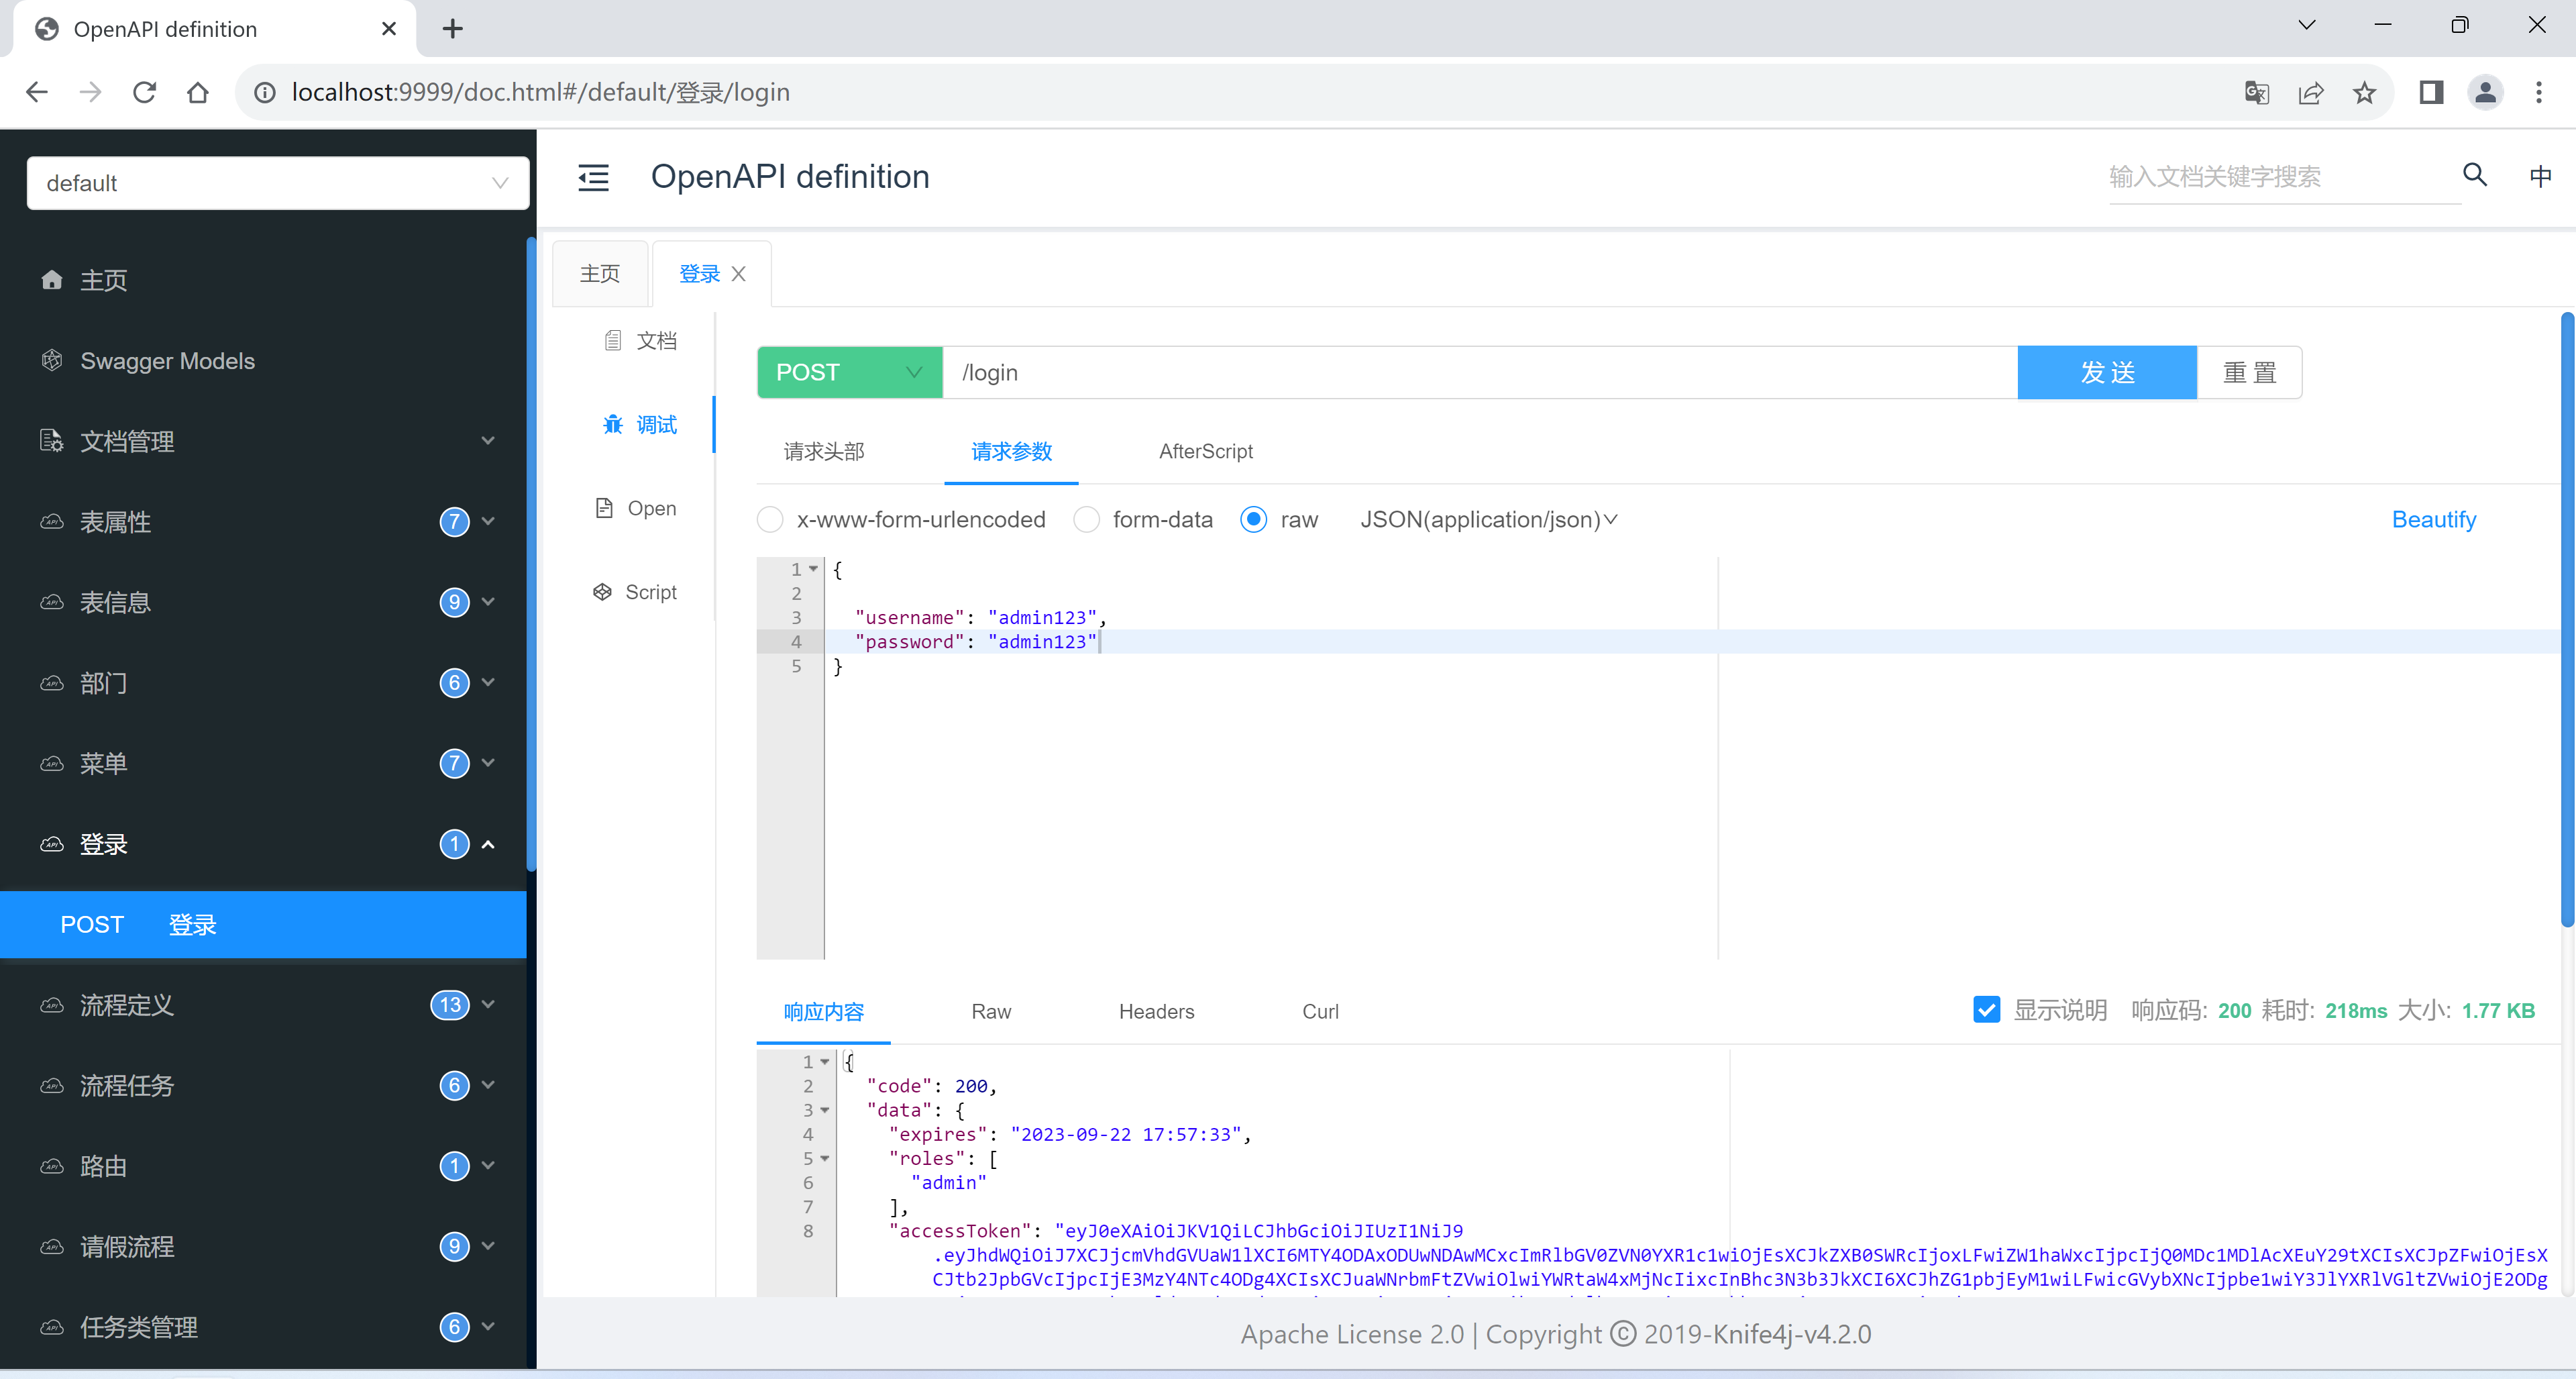 OpenAPI definition
localhost:9999/doc.html#/default/登录/login
default
主页
Swagger Models
文档管理
表属性 7
表信息 9
部门 6
菜单 7
登录 1
POST 登录
流程定义 13
流程任务 6
路由 1
请假流程 9
任务类管理 6
OpenAPI definition
输入文档关键字搜索
中
主页 登录
文档
调试
Open
Script
POST /login 发 送 重 置
请求头部 请求参数 AfterScript
x-www-form-urlencoded form-data raw JSON(application/json) Beautify
1 {
2
3 "username": "admin123",
4 "password": "admin123"
5 }
响应内容 Raw Headers Curl 显示说明 响应码: 200 耗时: 218ms 大小: 1.77 KB
1 {
2 "code": 200,
3 "data": {
4 "expires": "2023-09-22 17:57:33",
5 "roles": [
6 "admin"
7 ],
8 "accessToken": "eyJ0eXAiOiJKV1QiLCJhbGciOiJIUzI1NiJ9
Apache License 2.0 | Copyright © 2019-Knife4j-v4.2.0